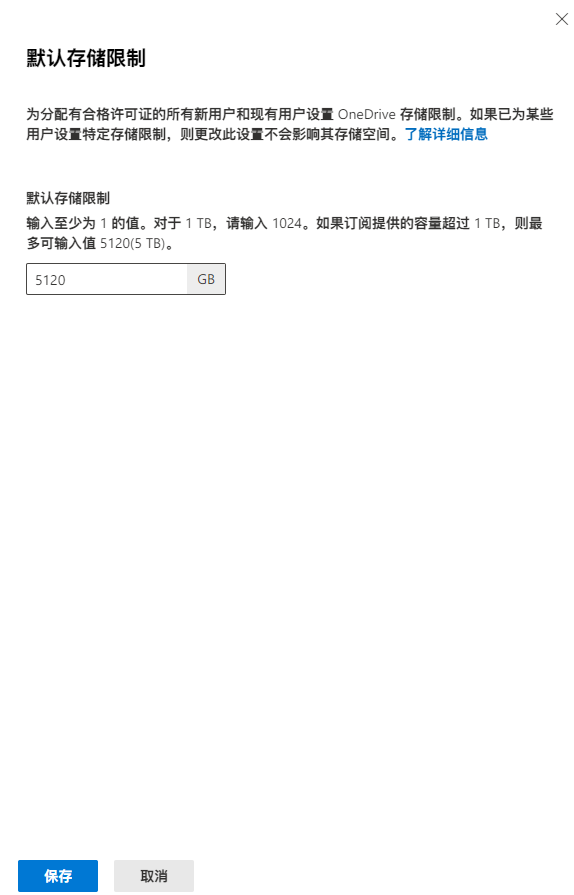 默认存储限制
为分配有合格许可证的所有新用户和现有用户设置 OneDrive 存储限制。如果已为某些
用户设置特定存储限制，则更改此设置不会影响其存储空间。了解详细信息
默认存储限制
输入至少为 1 的值。对于 1 TB，请输入 1024。如果订阅提供的容量超过 1 TB，则最
多可输入值 5120(5 TB)。
5120 GB
保存 取消